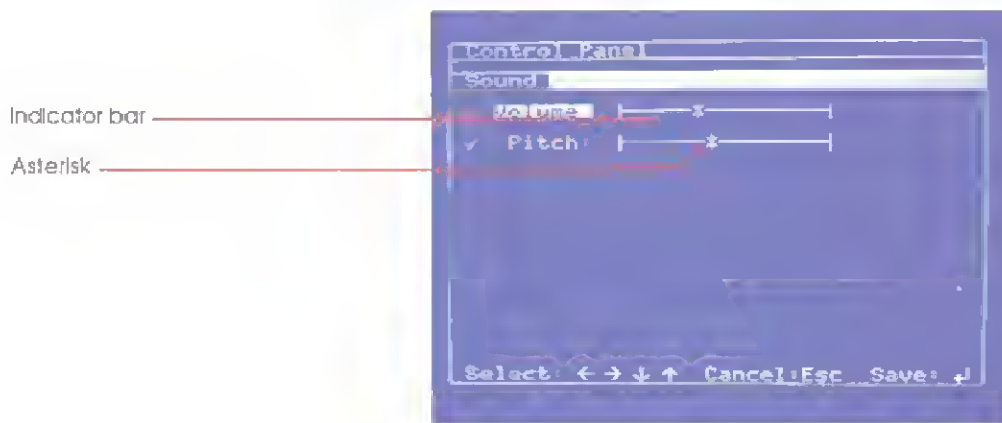 Control Panel
Sound
Indicator bar
Volume
Asterisk
✓ Pitch:
Select: ← → ↓ ↑ Cancel:Esc Save: ↵